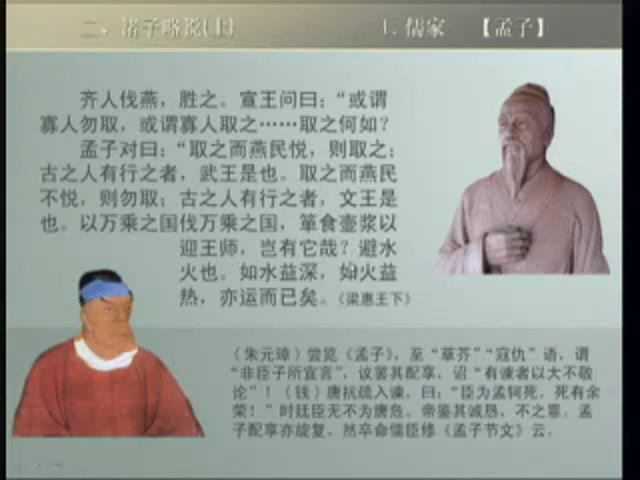 二、诸子略说(上) 1. 儒家 【孟子】
齐人伐燕，胜之。宣王问曰：“或谓
寡人勿取，或谓寡人取之……取之何如？
孟子对曰：“取之而燕民悦，则取之；
古之人有行之者，武王是也。取之而燕民
不悦，则勿取；古之人有行之者，文王是
也。以万乘之国伐万乘之国，箪食壶浆以
迎王师，岂有它哉？避水
火也。如水益深，如火益
热，亦运而已矣。（梁惠王下）
（朱元璋）尝览《孟子》，至“草芥”“寇仇”语，谓
“非臣子所宜言”，议罢其配享，诏“有谏者以大不敬
论”！（钱）唐抗疏入谏，曰：“臣为孟轲死，死有余
荣！”时廷臣无不为唐危。帝鉴其诚恳，不之罪。孟
子配享亦旋复。然卒命儒臣修《孟子节文》云。